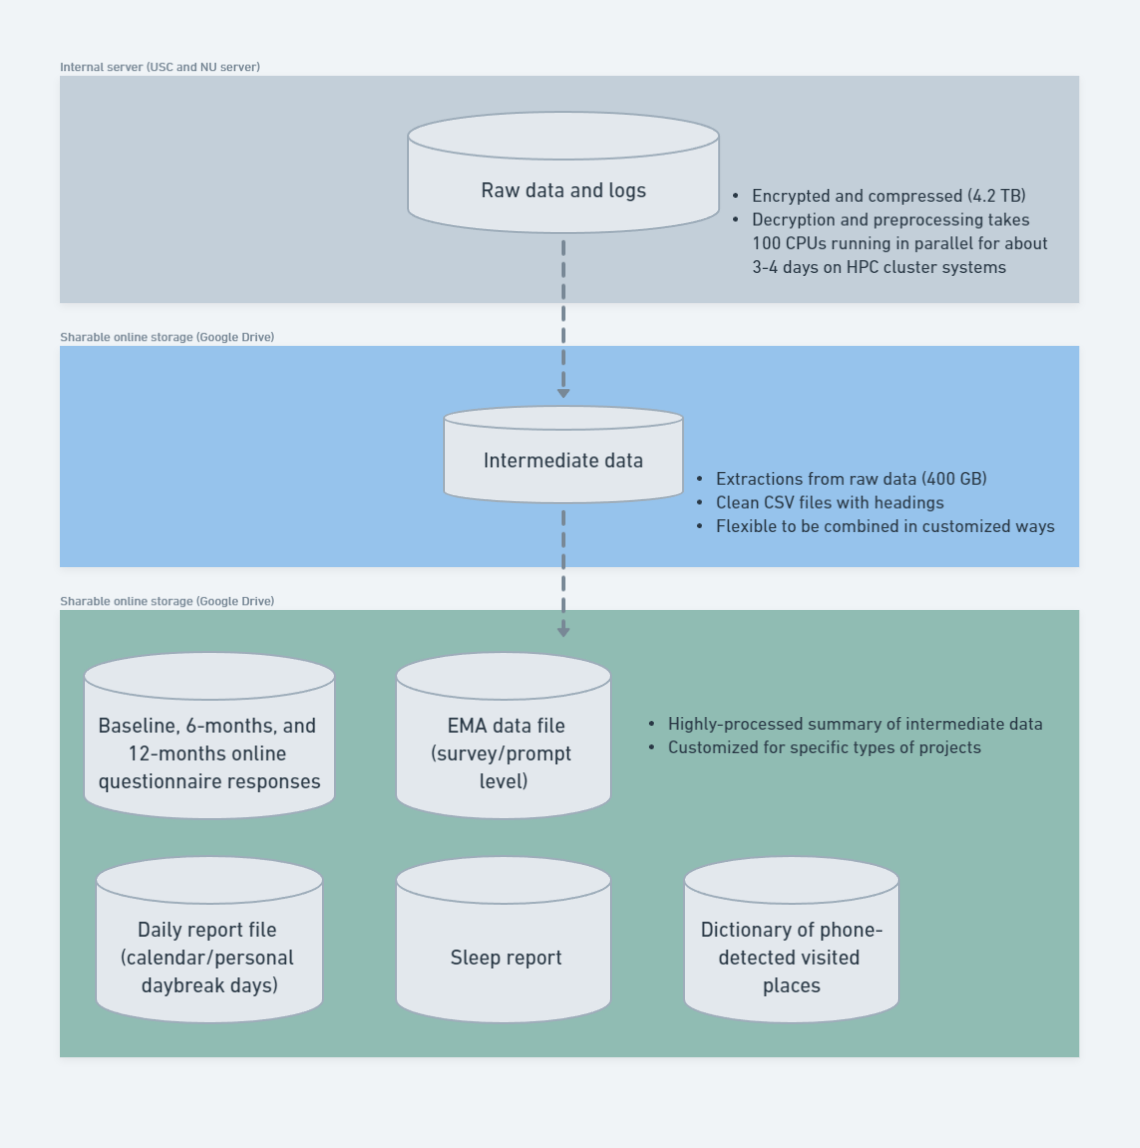 Internal server (USC and NU server)
Raw data and logs
• Encrypted and compressed (4.2 TB)
• Decryption and preprocessing takes
100 CPUs running in parallel for about
3-4 days on HPC cluster systems
Sharable online storage (Google Drive)
Intermediate data
• Extractions from raw data (400 GB)
• Clean CSV files with headings
• Flexible to be combined in customized ways
Sharable online storage (Google Drive)
Baseline, 6-months, and
12-months online
questionnaire responses
EMA data file
(survey/prompt
level)
• Highly-processed summary of intermediate data
• Customized for specific types of projects
Daily report file
(calendar/personal
daybreak days)
Sleep report
Dictionary of phone-
detected visited
places